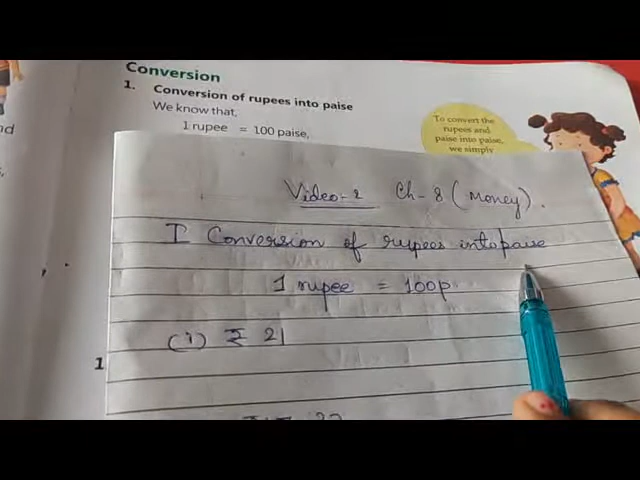 Conversion
1. Conversion of rupees into paise
We know that,
1 rupee = 100 paise,
To convert the
rupees and
paise into paise,
we simply
Video-2 Ch-8 (Money).
I Conversion of rupees into paise
1 rupee = 100p.
(i) ₹ 21
1